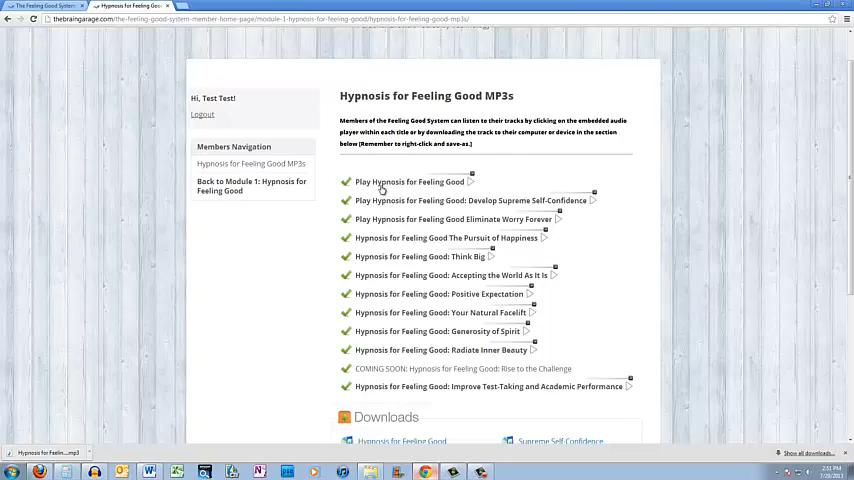 The Feeling Good System
Hypnosis for Feeling Good
thebraingarage.com/the-feeling-good-system-member-home-page/module-1-hypnosis-for-feeling-good/hypnosis-for-feeling-good-mp3s/
Hi, Test Test!
Logout
Members Navigation
Hypnosis for Feeling Good MP3s
Back to Module 1: Hypnosis for
Feeling Good
Hypnosis for Feeling Good MP3s
Members of the Feeling Good System can listen to their tracks by clicking on the embedded audio
player within each title or by downloading the track to their computer or device in the section
below [Remember to right-click and save-as.]
Play Hypnosis for Feeling Good
Play Hypnosis for Feeling Good: Develop Supreme Self-Confidence
Play Hypnosis for Feeling Good Eliminate Worry Forever
Hypnosis for Feeling Good The Pursuit of Happiness
Hypnosis for Feeling Good: Think Big
Hypnosis for Feeling Good: Accepting the World As It Is
Hypnosis for Feeling Good: Positive Expectation
Hypnosis for Feeling Good: Your Natural Facelift
Hypnosis for Feeling Good: Generosity of Spirit
Hypnosis for Feeling Good: Radiate Inner Beauty
COMING SOON: Hypnosis for Feeling Good: Rise to the Challenge
Hypnosis for Feeling Good: Improve Test-Taking and Academic Performance
Downloads
Hypnosis for Feeling Good
Supreme Self-Confidence
Hypnosis for Feelin....mp3
Show all downloads...
2:51 PM